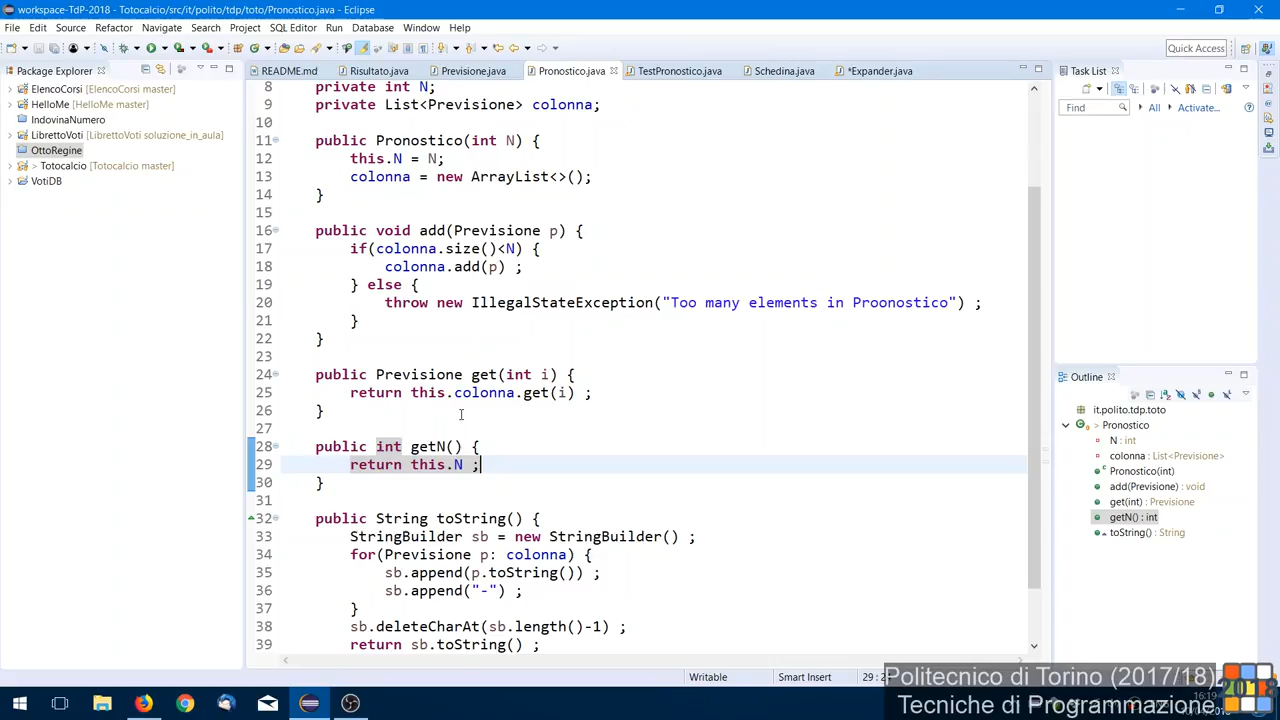 workspace-TdP-2018 - Totocalcio/src/it/polito/tdp/toto/Pronostico.java - Eclipse
File Edit Source Refactor Navigate Search Project SQL Editor Run Database Window Help
Quick Access
Package Explorer
README.md Risultato.java Previsione.java Pronostico.java TestPronostico.java Schedina.java *Expander.java
Task List
ElencoCorsi [ElencoCorsi master]
HelloMe [HelloMe master]
IndovinaNumero
LibrettoVoti [LibrettoVoti soluzione_in_aula]
OttoRegine
> Totocalcio [Totocalcio master]
VotiDB
8 private int N;
9 private List<Previsione> colonna;
10
11 public Pronostico(int N) {
12 this.N = N;
13 colonna = new ArrayList<>();
14 }
15
16 public void add(Previsione p) {
17 if(colonna.size()<N) {
18 colonna.add(p) ;
19 } else {
20 throw new IllegalStateException("Too many elements in Proonostico") ;
21 }
22 }
23
24 public Previsione get(int i) {
25 return this.colonna.get(i) ;
26 }
27
28 public int getN() {
29 return this.N ;
30 }
31
32 public String toString() {
33 StringBuilder sb = new StringBuilder() ;
34 for(Previsione p: colonna) {
35 sb.append(p.toString()) ;
36 sb.append("-") ;
37 }
38 sb.deleteCharAt(sb.length()-1) ;
39 return sb.toString() ;
Find All Activate...
Outline
it.polito.tdp.toto
Pronostico
N : int
colonna : List<Previsione>
Pronostico(int)
add(Previsione) : void
get(int) : Previsione
getN() : int
toString() : String
Writable Smart Insert 29 : 2
Politecnico di Torino (2017/18)
Tecniche di Programmazione
16:19
2018